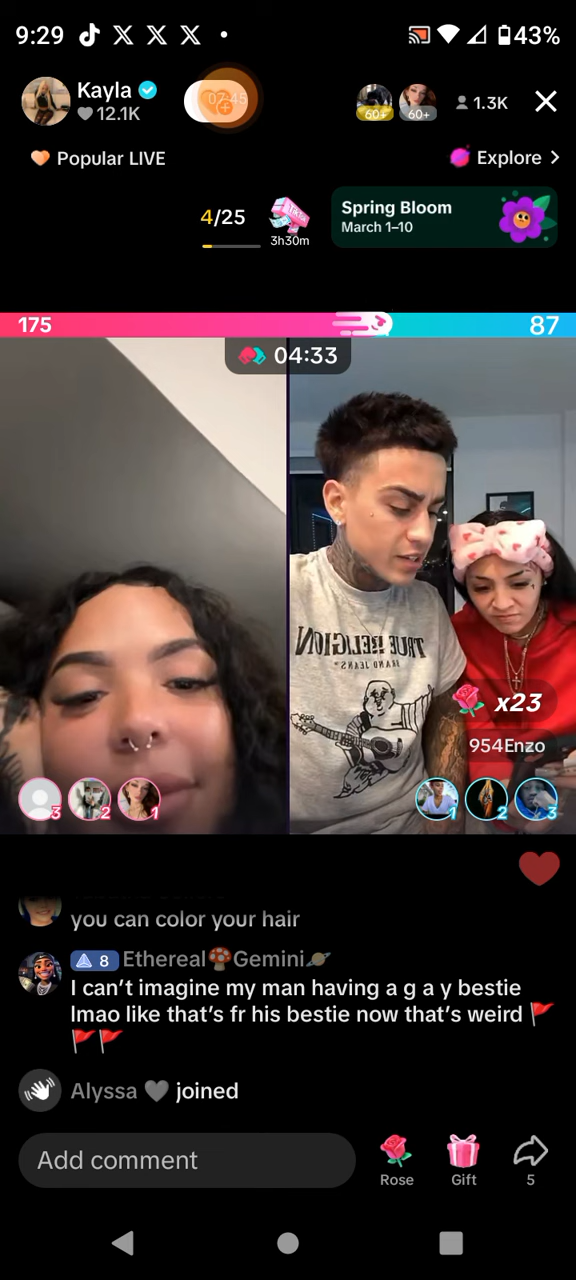 9:29
43%
Kayla
12.1K
60+
60+
1.3K
Popular LIVE
Explore
4/25
3h30m
Spring Bloom
March 1–10
175
87
04:33
TRUE RELIGION
BRAND JEANS
x23
954Enzo
3
2
1
1
2
3
you can color your hair
8 Ethereal🍄Gemini🪐
I can’t imagine my man having a g a y bestie
lmao like that’s fr his bestie now that’s weird 🚩
🚩🚩
Alyssa 🖤 joined
Add comment
Rose
Gift
5